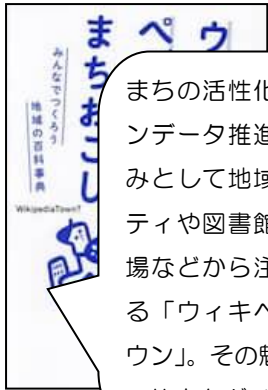 ウ
ペ
まちおこし
みんなでつくろう
地域の百科事典
WikipediaTown
まちの活性化
ンデータ推進
みとして地域
ティや図書館
場などから注
る「ウィキペ
ウン」。その魅